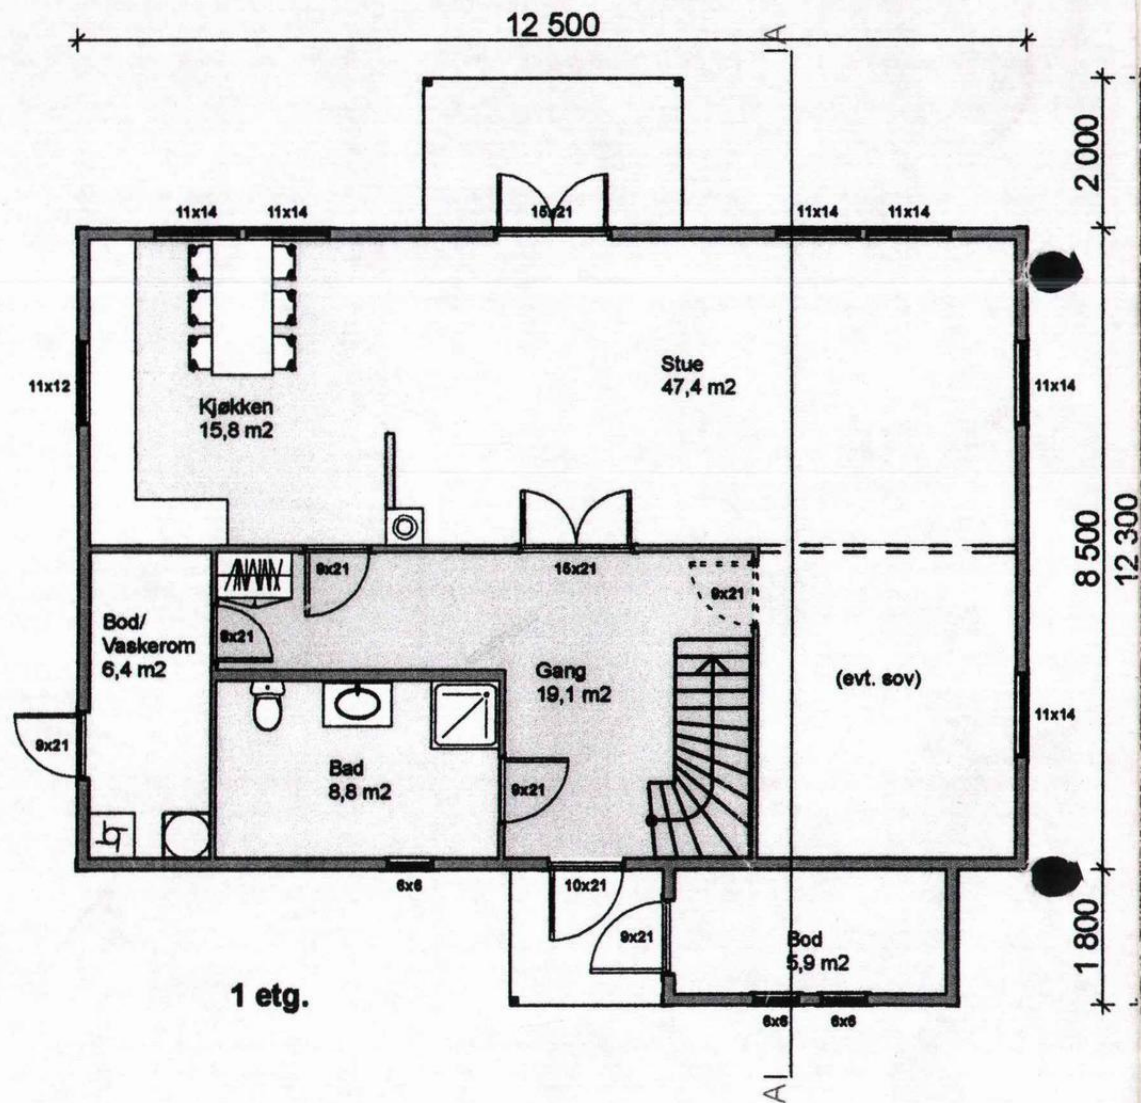 12 500
A
2 000
15x21
11x14
11x14
11x14
11x14
Stue
47,4 m2
11x12
11x14
Kjøkken
15,8 m2
8 500
12 300
9x21
15x21
9x21
Bod/
Vaskerom
6,4 m2
8x21
Gang
19,1 m2
(evt. sov)
11x14
9x21
Bad
8,8 m2
9x21
6x6
10x21
9x21
Bod
5,9 m2
1 800
1 etg.
6x6
6x6
A